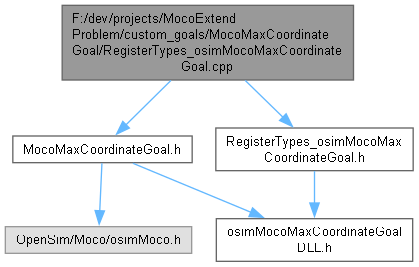 F:/dev/projects/MocoExtend
Problem/custom_goals/MocoMaxCoordinate
Goal/RegisterTypes_osimMocoMaxCoordinate
Goal.cpp
MocoMaxCoordinateGoal.h
RegisterTypes_osimMocoMax
CoordinateGoal.h
OpenSim/Moco/osimMoco.h
osimMocoMaxCoordinateGoal
DLL.h